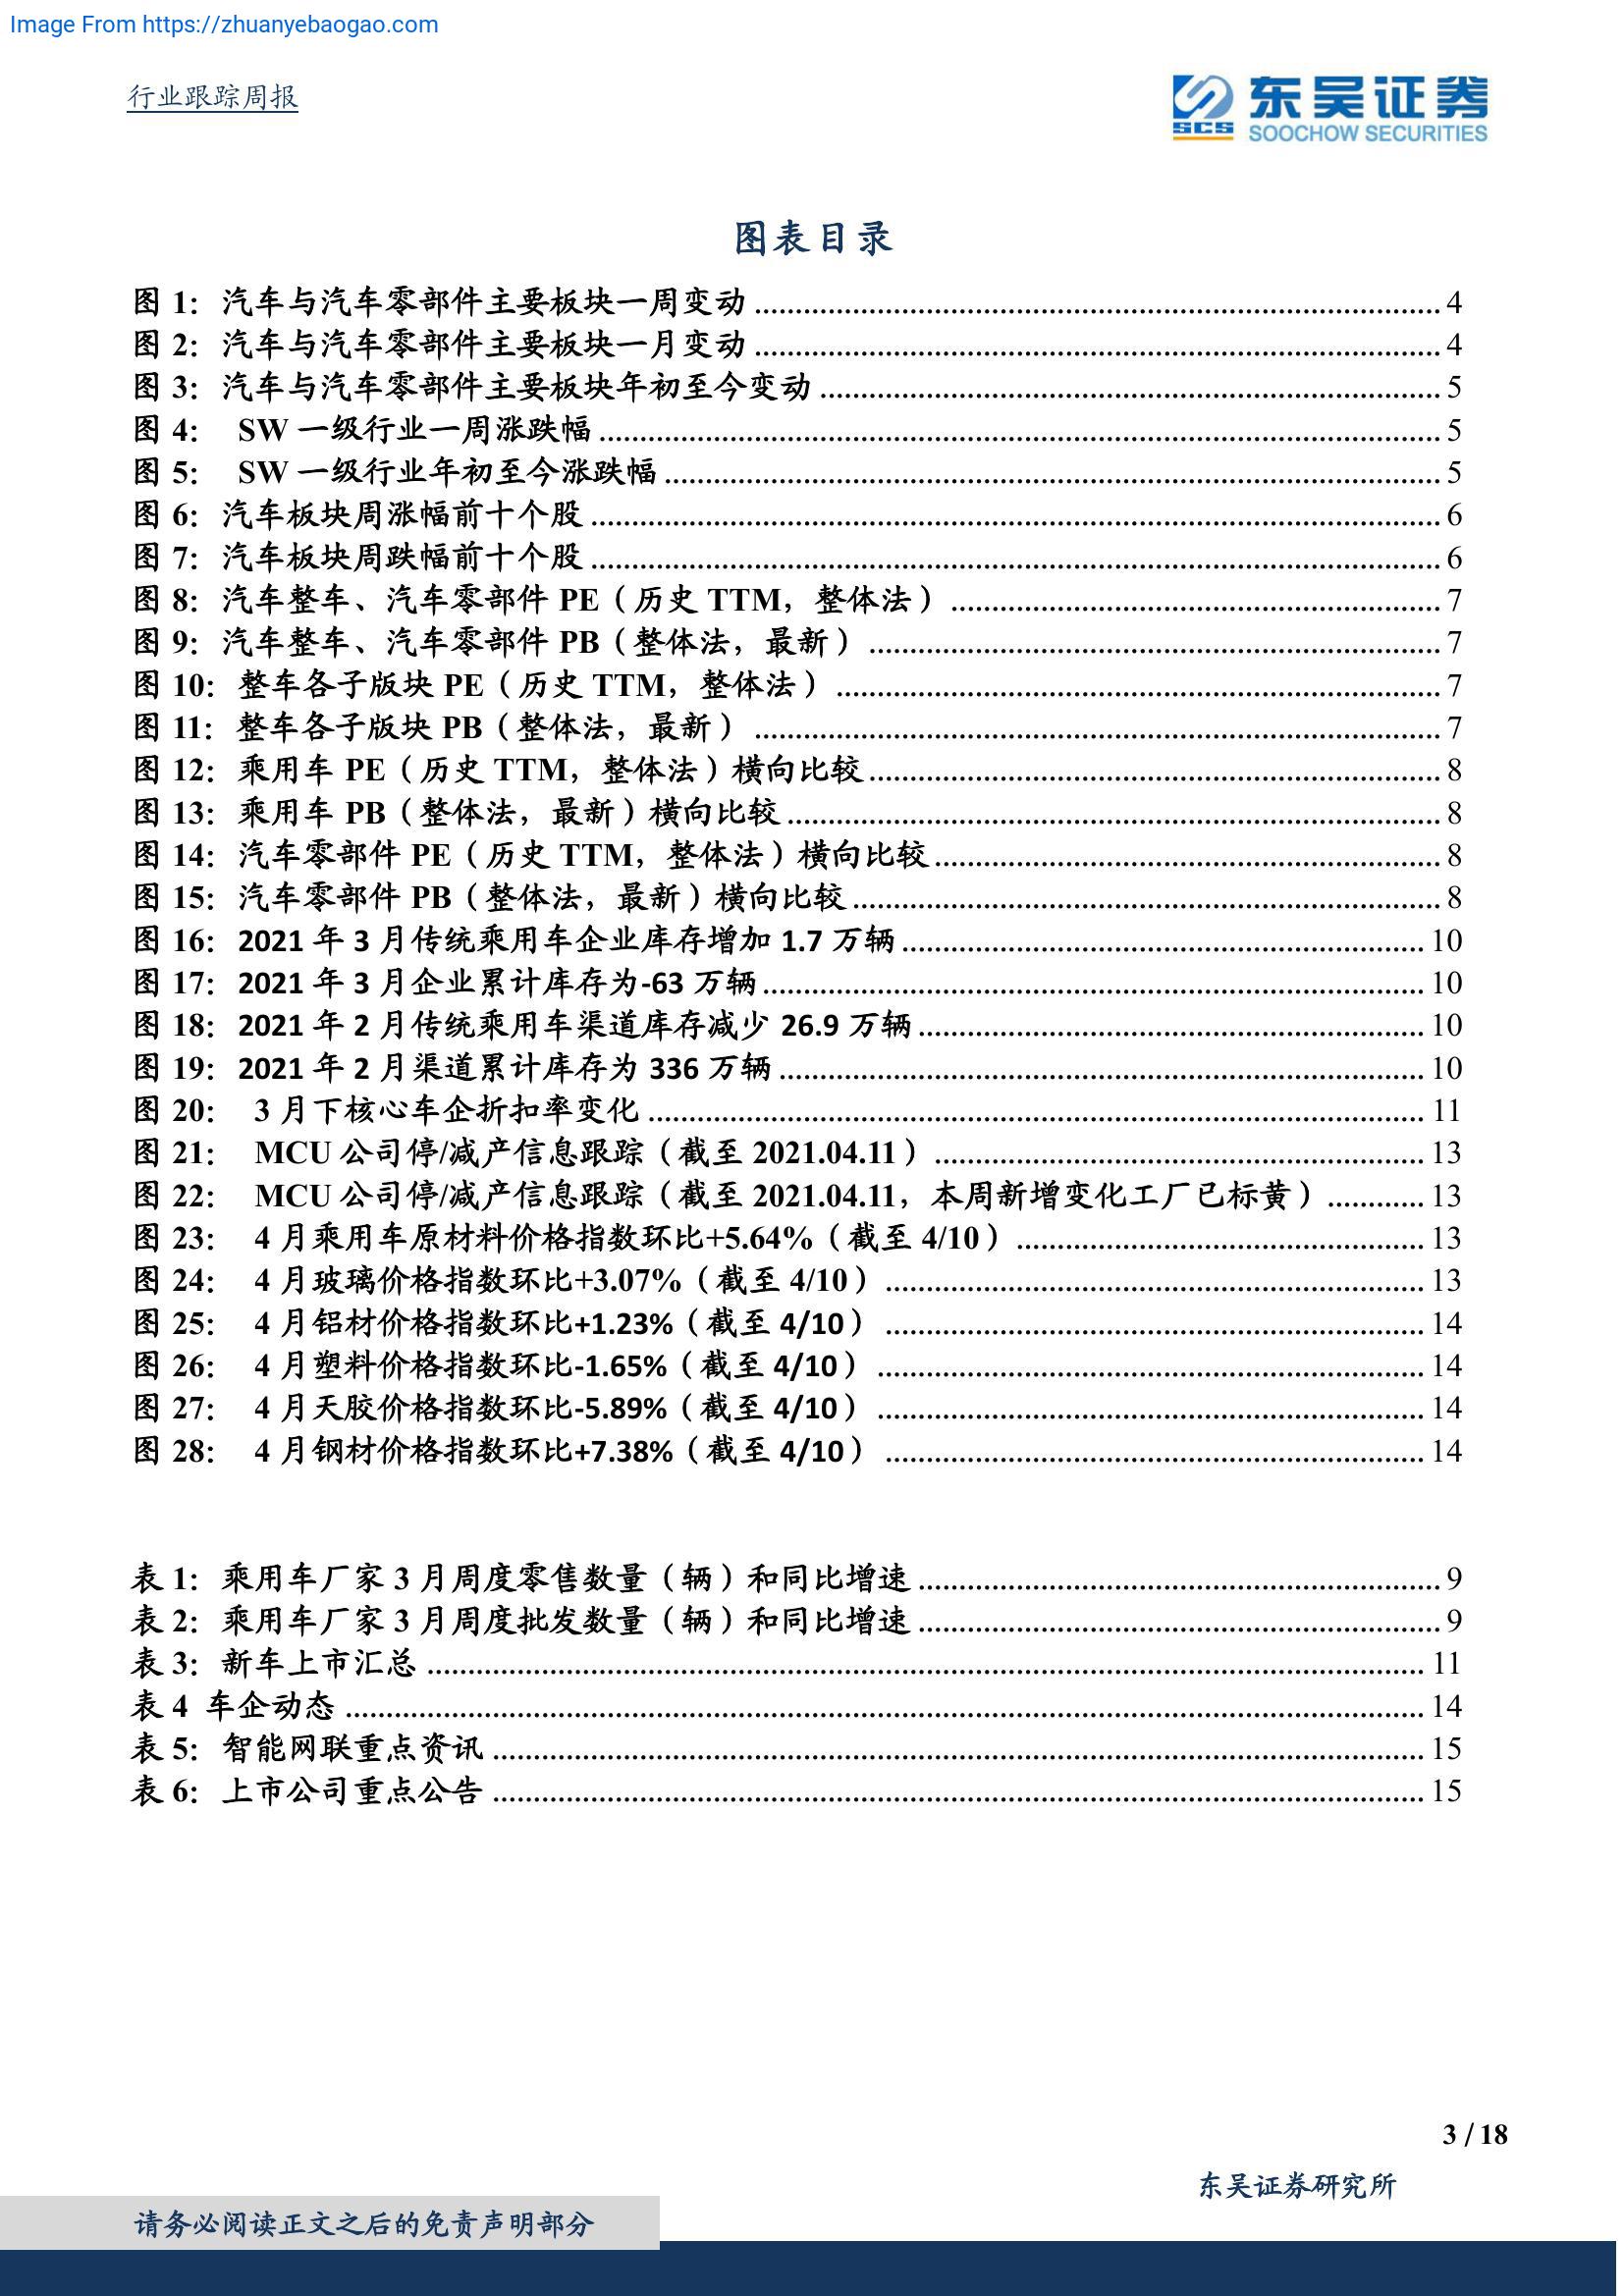 Image From https://zhuanyebaogao.com
行业跟踪周报
东吴证券
SCS
SOOCHOW SECURITIES
图表目录
图 1：汽车与汽车零部件主要板块一周变动 4
图 2：汽车与汽车零部件主要板块一月变动 4
图 3：汽车与汽车零部件主要板块年初至今变动 5
图 4： SW 一级行业一周涨跌幅 5
图 5： SW 一级行业年初至今涨跌幅 5
图 6：汽车板块周涨幅前十个股 6
图 7：汽车板块周跌幅前十个股 6
图 8：汽车整车、汽车零部件 PE（历史 TTM，整体法） 7
图 9：汽车整车、汽车零部件 PB（整体法，最新） 7
图 10：整车各子版块 PE（历史 TTM，整体法） 7
图 11：整车各子版块 PB（整体法，最新） 7
图 12：乘用车 PE（历史 TTM，整体法）横向比较 8
图 13：乘用车 PB（整体法，最新）横向比较 8
图 14：汽车零部件 PE（历史 TTM，整体法）横向比较 8
图 15：汽车零部件 PB（整体法，最新）横向比较 8
图 16：2021 年 3 月传统乘用车企业库存增加 1.7 万辆 10
图 17：2021 年 3 月企业累计库存为-63 万辆 10
图 18：2021 年 2 月传统乘用车渠道库存减少 26.9 万辆 10
图 19：2021 年 2 月渠道累计库存为 336 万辆 10
图 20： 3 月下核心车企折扣率变化 11
图 21： MCU 公司停/减产信息跟踪（截至 2021.04.11） 13
图 22： MCU 公司停/减产信息跟踪（截至 2021.04.11，本周新增变化工厂已标黄） 13
图 23： 4 月乘用车原材料价格指数环比+5.64%（截至 4/10） 13
图 24： 4 月玻璃价格指数环比+3.07%（截至 4/10） 13
图 25： 4 月铝材价格指数环比+1.23%（截至 4/10） 14
图 26： 4 月塑料价格指数环比-1.65%（截至 4/10） 14
图 27： 4 月天胶价格指数环比-5.89%（截至 4/10） 14
图 28： 4 月钢材价格指数环比+7.38%（截至 4/10） 14
表 1：乘用车厂家 3 月周度零售数量（辆）和同比增速 9
表 2：乘用车厂家 3 月周度批发数量（辆）和同比增速 9
表 3：新车上市汇总 11
表 4 车企动态 14
表 5：智能网联重点资讯 15
表 6：上市公司重点公告 15
3 / 18
东吴证券研究所
请务必阅读正文之后的免责声明部分